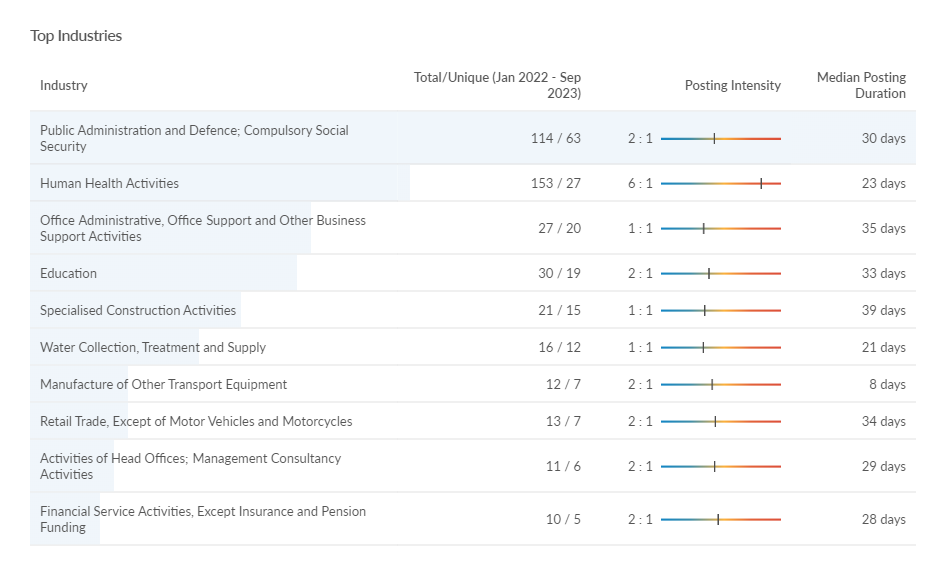 Top Industries
Industry
Total/Unique (Jan 2022 - Sep
2023)
Posting Intensity
Median Posting
Duration
Public Administration and Defence; Compulsory Social
Security
114 / 63
2 : 1
30 days
Human Health Activities
153 / 27
6 : 1
23 days
Office Administrative, Office Support and Other Business
Support Activities
27 / 20
1 : 1
35 days
Education
30 / 19
2 : 1
33 days
Specialised Construction Activities
21 / 15
1 : 1
39 days
Water Collection, Treatment and Supply
16 / 12
1 : 1
21 days
Manufacture of Other Transport Equipment
12 / 7
2 : 1
8 days
Retail Trade, Except of Motor Vehicles and Motorcycles
13 / 7
2 : 1
34 days
Activities of Head Offices; Management Consultancy
Activities
11 / 6
2 : 1
29 days
Financial Service Activities, Except Insurance and Pension
Funding
10 / 5
2 : 1
28 days